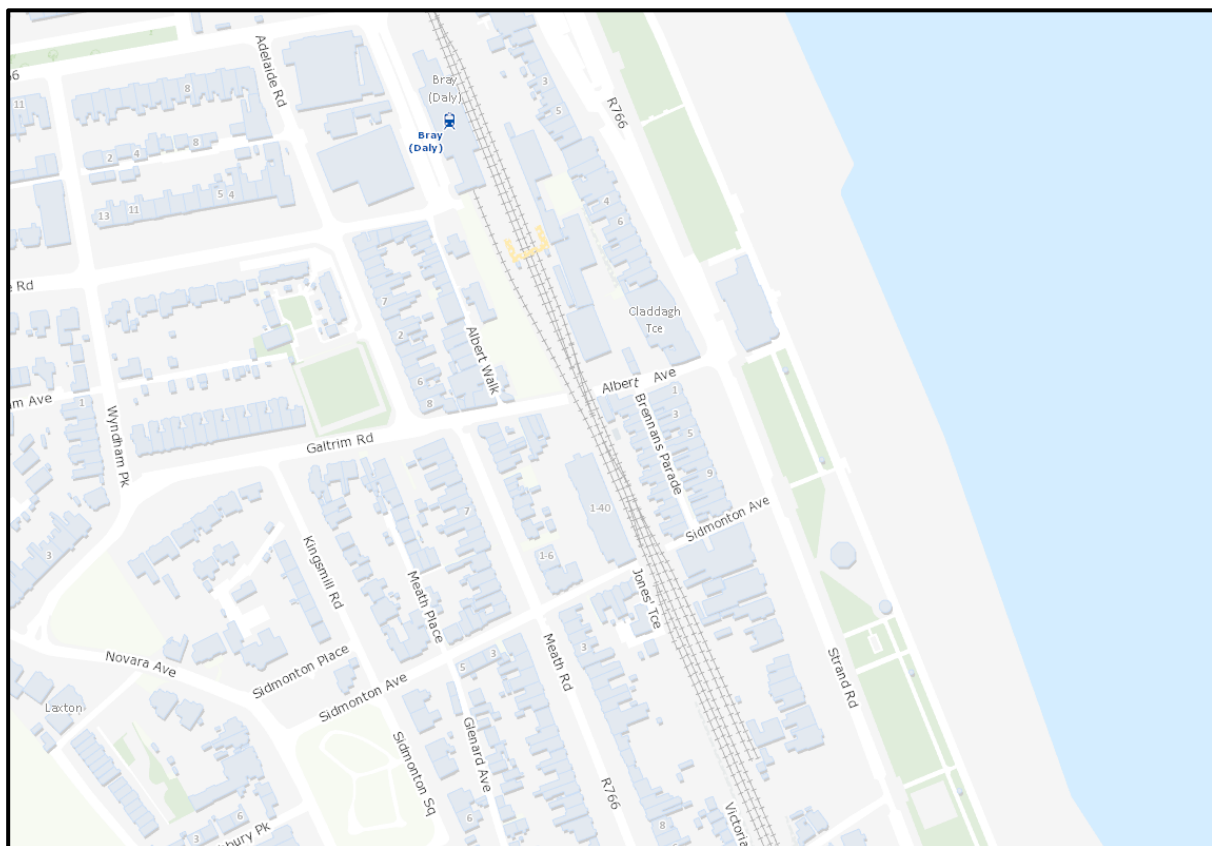 66
Adelaide Rd
8
11
2
4
8
5
4
13
11
Bray
(Daly)
Bray
(Daly)
3
5
R766
4
6
e Rd
7
2
6
8
Albert Walk
Claddagh
Tce
Albert Ave
am Ave
1
Wyndham Pk
Galtrim Rd
Brennans Parade
1
3
5
9
Sidmonton Ave
1-40
7
1-6
3
Kingsmill Rd
Meath Place
Jones' Tce
Novara Ave
Sidmonton Place
Sidmonton Ave
5
3
Meath Rd
3
Strand Rd
Laxton
Glenard Ave
Sidmonton Sq
R766
Victoria
3
6
bury Pk
6
8